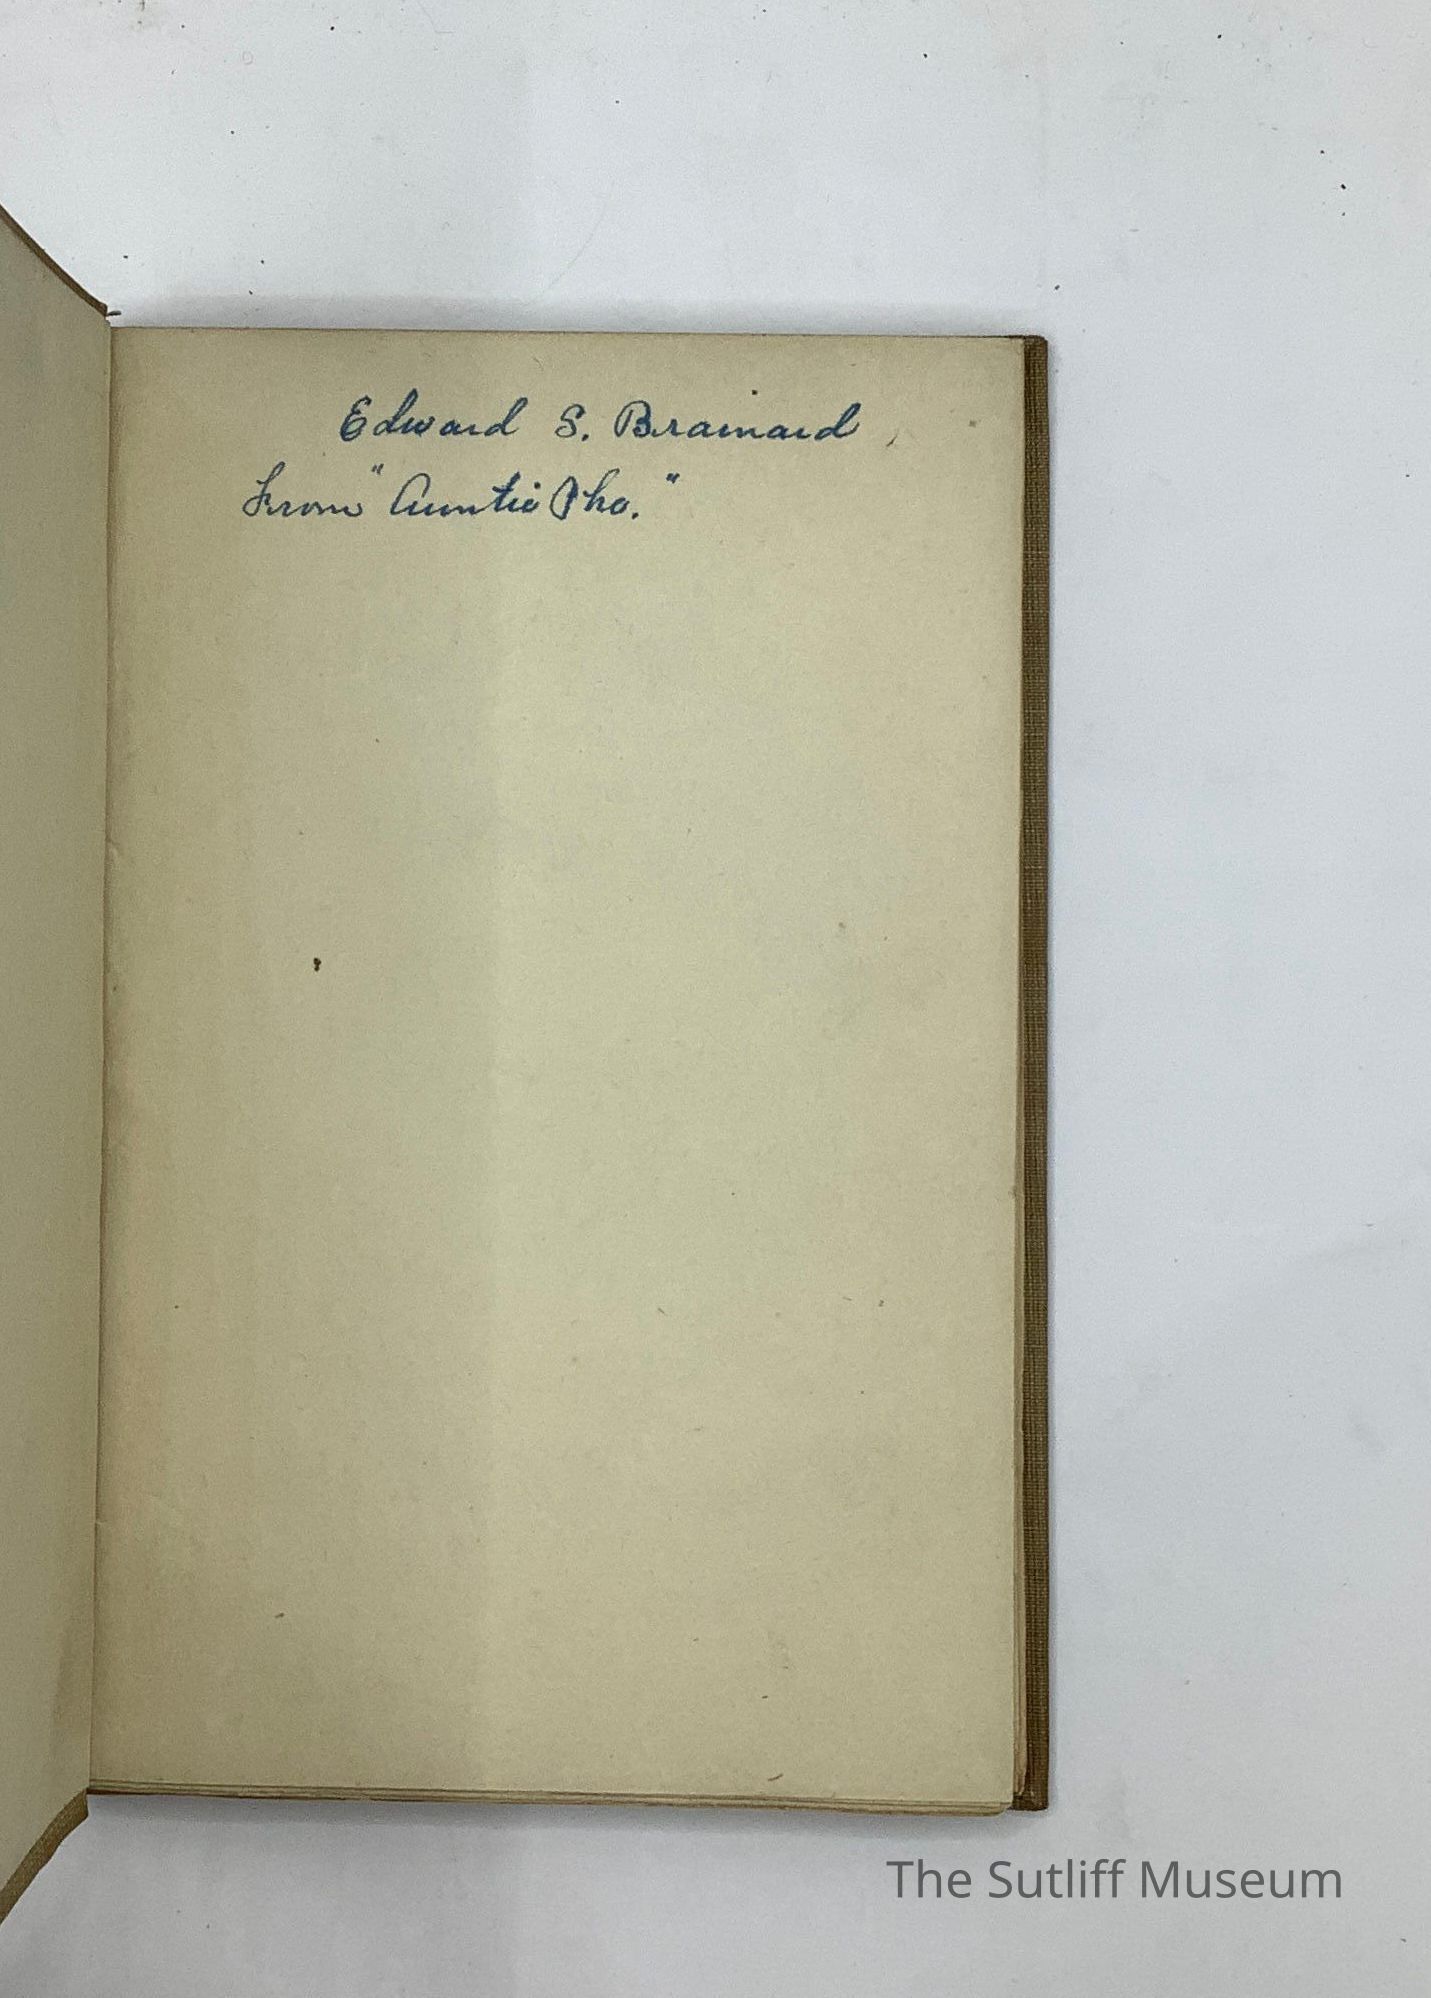 Edward S. Brainard
From "Auntie Pho."
The Sutliff Museum